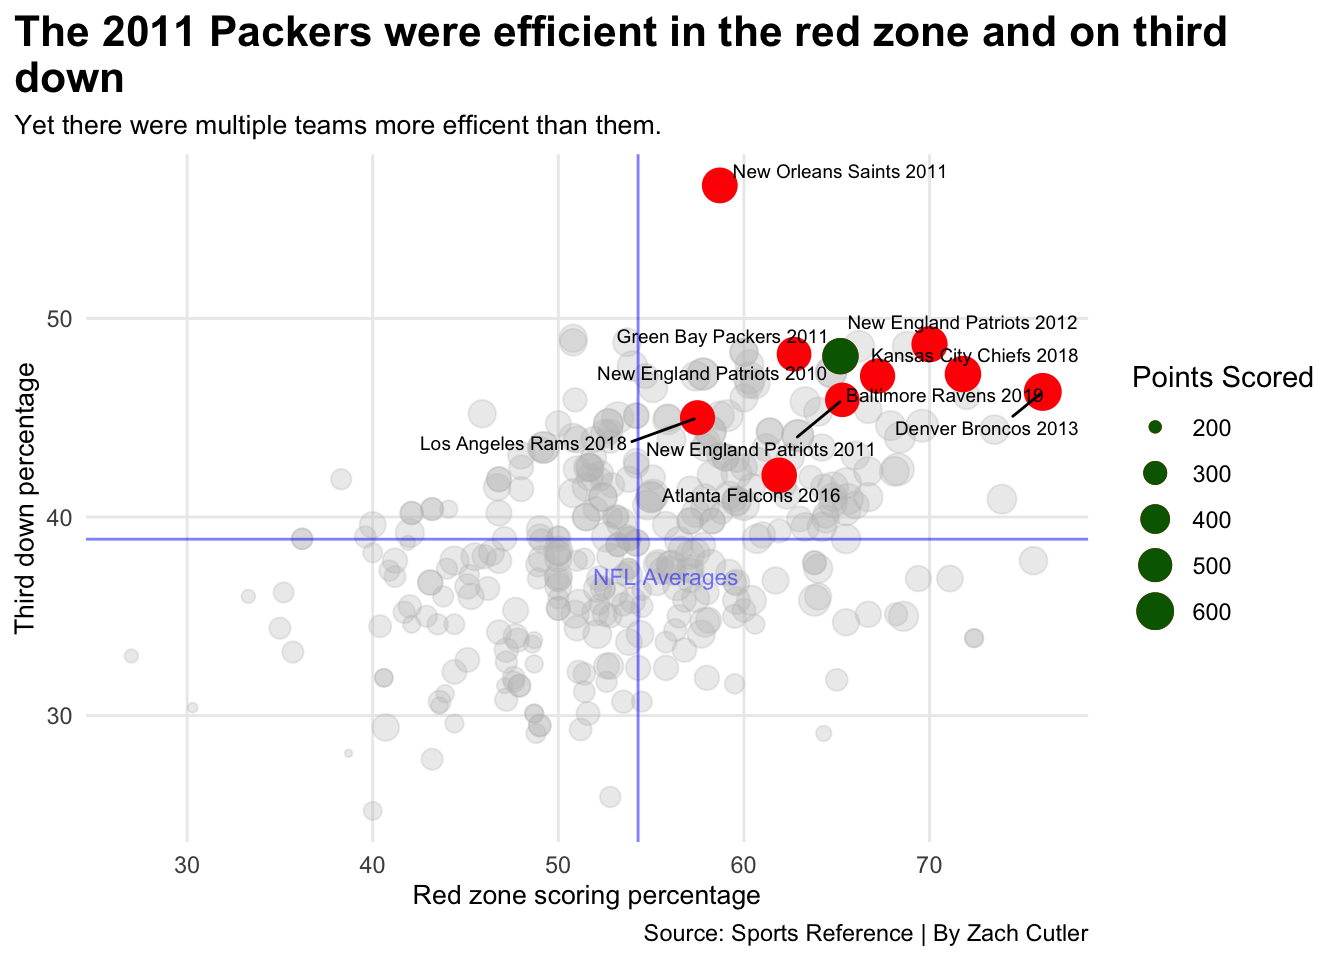 The 2011 Packers were efficient in the red zone and on third
down
Yet there were multiple teams more efficent than them.
New Orleans Saints 2011
New England Patriots 2012
Green Bay Packers 2011
Kansas City Chiefs 2018
New England Patriots 2010
Baltimore Ravens 2019
Denver Broncos 2013
Los Angeles Rams 2018
New England Patriots 2011
Atlanta Falcons 2016
NFL Averages
Third down percentage
50
40
30
30 40 50 60 70
Red zone scoring percentage
Points Scored
200
300
400
500
600
Source: Sports Reference | By Zach Cutler